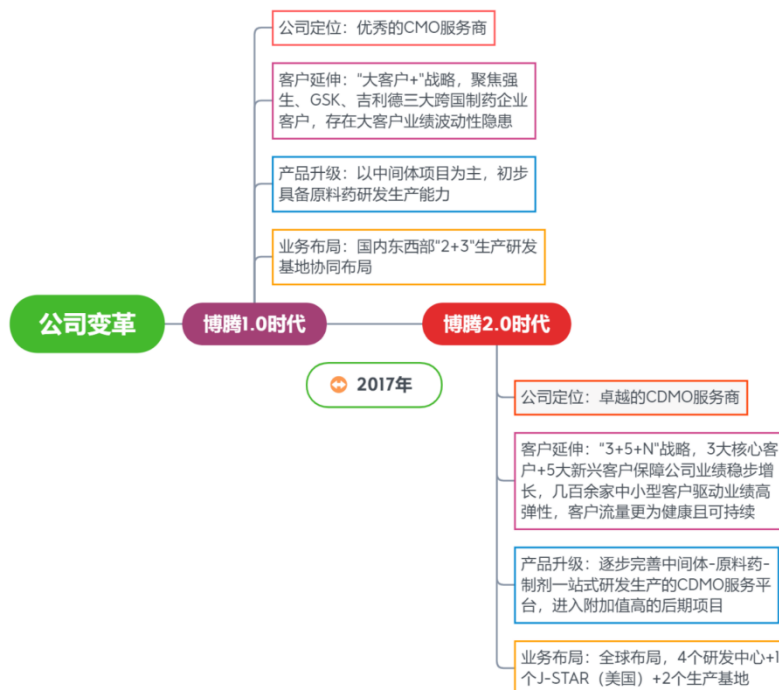 公司定位：优秀的CMO服务商
客户延伸："大客户+"战略，聚焦强
生、GSK、吉利德三大跨国制药企业
客户，存在大客户业绩波动性隐患
产品升级：以中间体项目为主，初步
具备原料药研发生产能力
业务布局：国内东西部"2+3"生产研发
基地协同布局
公司变革
博腾1.0时代
博腾2.0时代
2017年
公司定位：卓越的CDMO服务商
客户延伸："3+5+N"战略，3大核心客
户+5大新兴客户保障公司业绩稳步增
长，几百余家中小型客户驱动业绩高
弹性，客户流量更为健康且可持续
产品升级：逐步完善中间体-原料药-
制剂一站式研发生产的CDMO服务平
台，进入附加值高的后期项目
业务布局：全球布局，4个研发中心+1
个J-STAR（美国）+2个生产基地